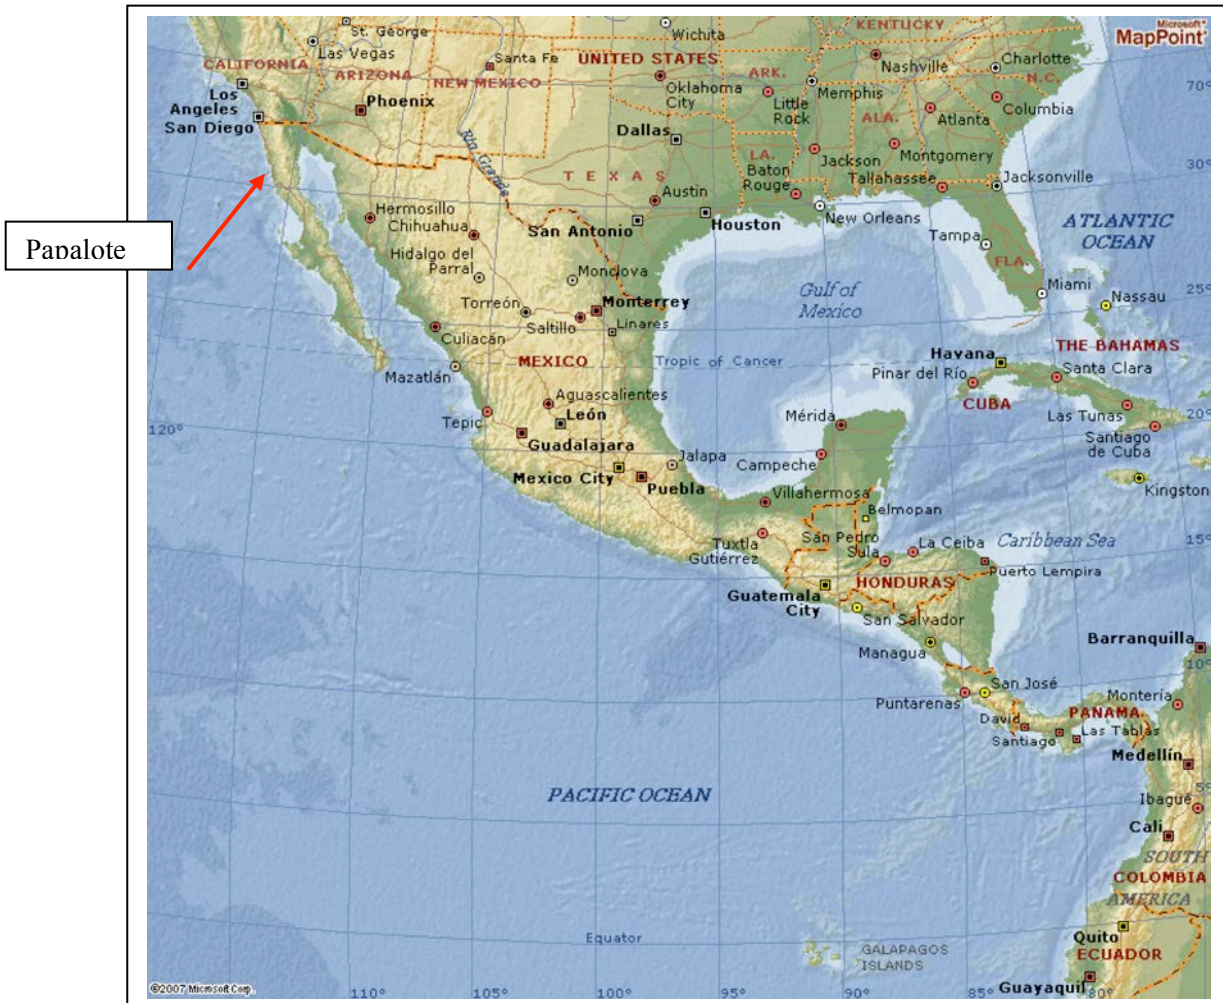 Microsoft®
MapPoint®
KENTUCKY
St. George
Wichita
Las Vegas
Santa Fe
UNITED STATES
Nashville
Charlotte
CALIFORNIA
ARIZONA
NEW MEXICO
ARK.
N.C.
Oklahoma
City
Memphis
70°
Los
Angeles
Phoenix
Little
Rock
Columbia
Atlanta
San Diego
Dallas
ALA.
Rio Grande
LA.
Jackson
Montgomery
30°
TEXAS
Baton
Rouge
Tallahassee
Jacksonville
Austin
Hermosillo
Chihuahua
San Antonio
Houston
New Orleans
ATLANTIC
OCEAN
Papalote
Hidalgo del
Parral
Monclova
Tampa
FLA.
Gulf of
Mexico
Miami
Nassau
25°
Torreón
Monterrey
Saltillo
Linares
Culiacán
THE BAHAMAS
MEXICO
Tropic of Cancer
Havana
Pinar del Río
Santa Clara
Mazatlán
Aguascalientes
CUBA
Las Tunas
20°
León
Mérida
120°
Tepic
Guadalajara
Santiago
de Cuba
Jalapa
Campeche
Mexico City
Puebla
Kingston
Villahermosa
Belmopan
Tuxtla
Gutiérrez
San Pedro
Sula
La Ceiba
Caribbean Sea
15°
Puerto Lempira
HONDURAS
Guatemala
City
San Salvador
Managua
Barranquilla
10°
San José
Puntarenas
Montería
David
PANAMA
Santiago
Las Tablas
Medellín
PACIFIC OCEAN
5°
Ibagué
Cali
SOUTH
COLOMBIA
AMERICA
Quito
Equator
GALAPAGOS
ISLANDS
ECUADOR
Guayaquil
©2007 Microsoft Corp.
110°
105°
100°
95°
90°
85°
80°